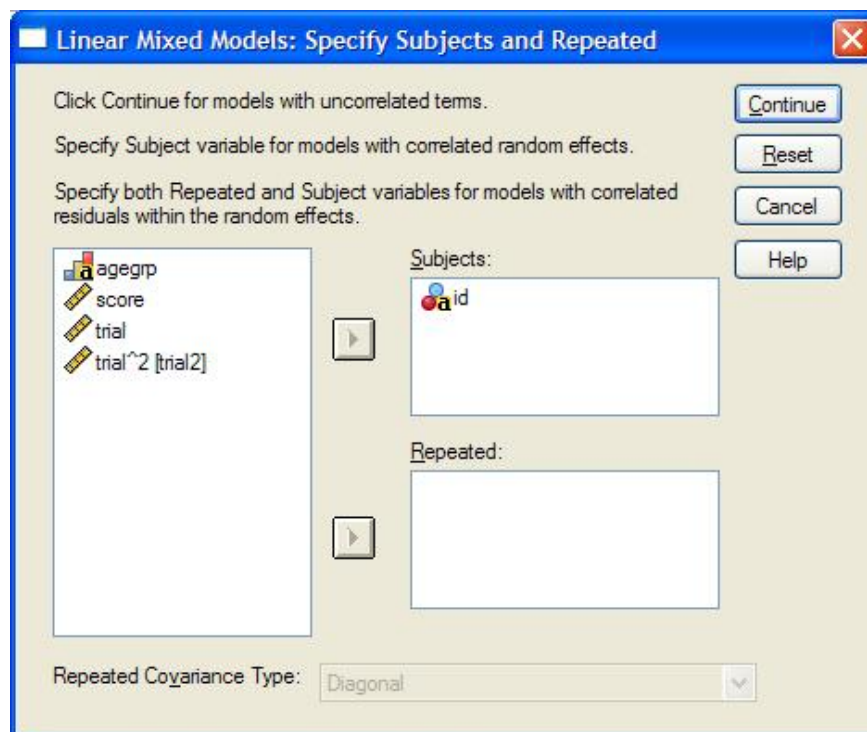 Linear Mixed Models: Specify Subjects and Repeated
Click Continue for models with uncorrelated terms.
Specify Subject variable for models with correlated random effects.
Specify both Repeated and Subject variables for models with correlated
residuals within the random effects.
Continue
Reset
Cancel
Help
agegrp
score
trial
trial^2 [trial2]
Subjects:
id
Repeated:
Repeated Covariance Type:
Diagonal